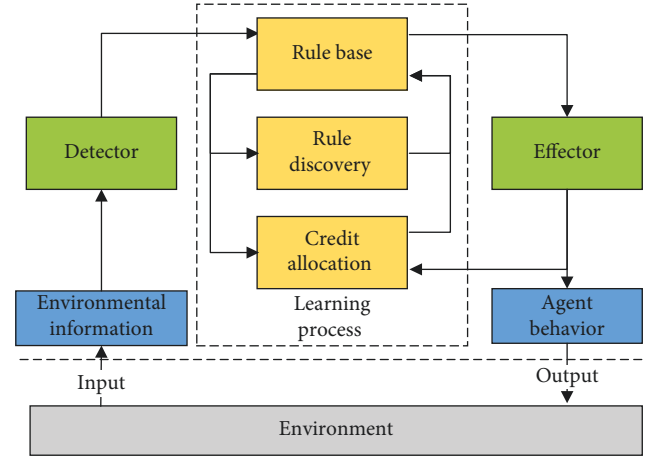 Rule base
Detector
Rule
discovery
Effector
Credit
allocation
Environmental
information
Learning
process
Agent
behavior
Input
Output
Environment